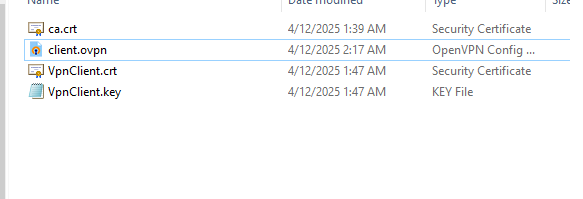 Name Date modified Type Size
ca.crt 4/12/2025 1:39 AM Security Certificate
client.ovpn 4/12/2025 2:17 AM OpenVPN Config ...
VpnClient.crt 4/12/2025 1:47 AM Security Certificate
VpnClient.key 4/12/2025 1:47 AM KEY File